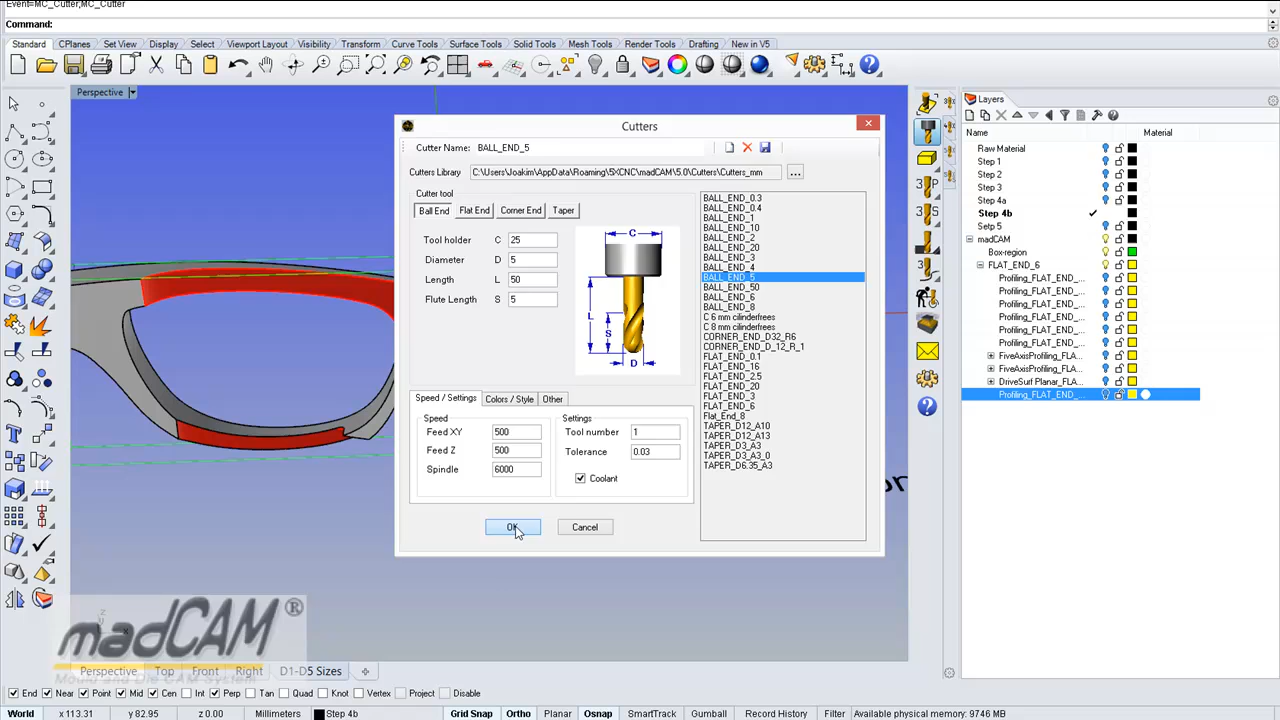 Event=MC_Cutter;MC_Cutter
Command:
Standard CPlanes Set View Display Select Viewport Layout Visibility Transform Curve Tools Surface Tools Solid Tools Mesh Tools Render Tools Drafting New in V5
Perspective
Layers
Name Material
Raw Material
Step 1
Step 2
Step 3
Step 4a
Step 4b
Setp 5
madCAM
Box-region
FLAT_END_6
Profiling_FLAT_END_...
Profiling_FLAT_END_...
Profiling_FLAT_END_...
Profiling_FLAT_END_...
Profiling_FLAT_END_...
Profiling_FLAT_END_...
FiveAxisProfiling_FLA...
FiveAxisProfiling_FLA...
DriveSurf Planar_FLA...
Profiling_FLAT_END_...
Cutters
Cutter Name: BALL_END_5
Cutters Library C:\Users\Joakim\AppData\Roaming\5XCNC\madCAM\5.0\Cutters\Cutters_mm ...
Cutter tool
Ball End Flat End Corner End Taper
Tool holder C 25
Diameter D 5
Length L 50
Flute Length S 5
C
L
S
D
Speed / Settings Colors / Style Other
Speed
Feed XY 500
Feed Z 500
Spindle 6000
Settings
Tool number 1
Tolerance 0.03
Coolant
OK Cancel
BALL_END_0.3
BALL_END_0.4
BALL_END_1
BALL_END_10
BALL_END_2
BALL_END_20
BALL_END_3
BALL_END_4
BALL_END_5
BALL_END_50
BALL_END_6
BALL_END_8
C 6 mm cilinderfrees
C 8 mm cilinderfrees
CORNER_END_D32_R6
CORNER_END_D_12_R_1
FLAT_END_0.1
FLAT_END_16
FLAT_END_2.5
FLAT_END_20
FLAT_END_3
FLAT_END_6
Flat_End_8
TAPER_D12_A10
TAPER_D12_A13
TAPER_D3_A3
TAPER_D3_A3_0
TAPER_D6.35_A3
madCAM®
Mould and Die CAM Systems
Perspective Top Front Right D1-D5 Sizes
End Near Point Mid Cen Int Perp Tan Quad Knot Vertex Project Disable
World x 113.31 y 82.95 z 0.00 Millimeters Step 4b Grid Snap Ortho Planar Osnap SmartTrack Gumball Record History Filter Available physical memory: 9746 MB